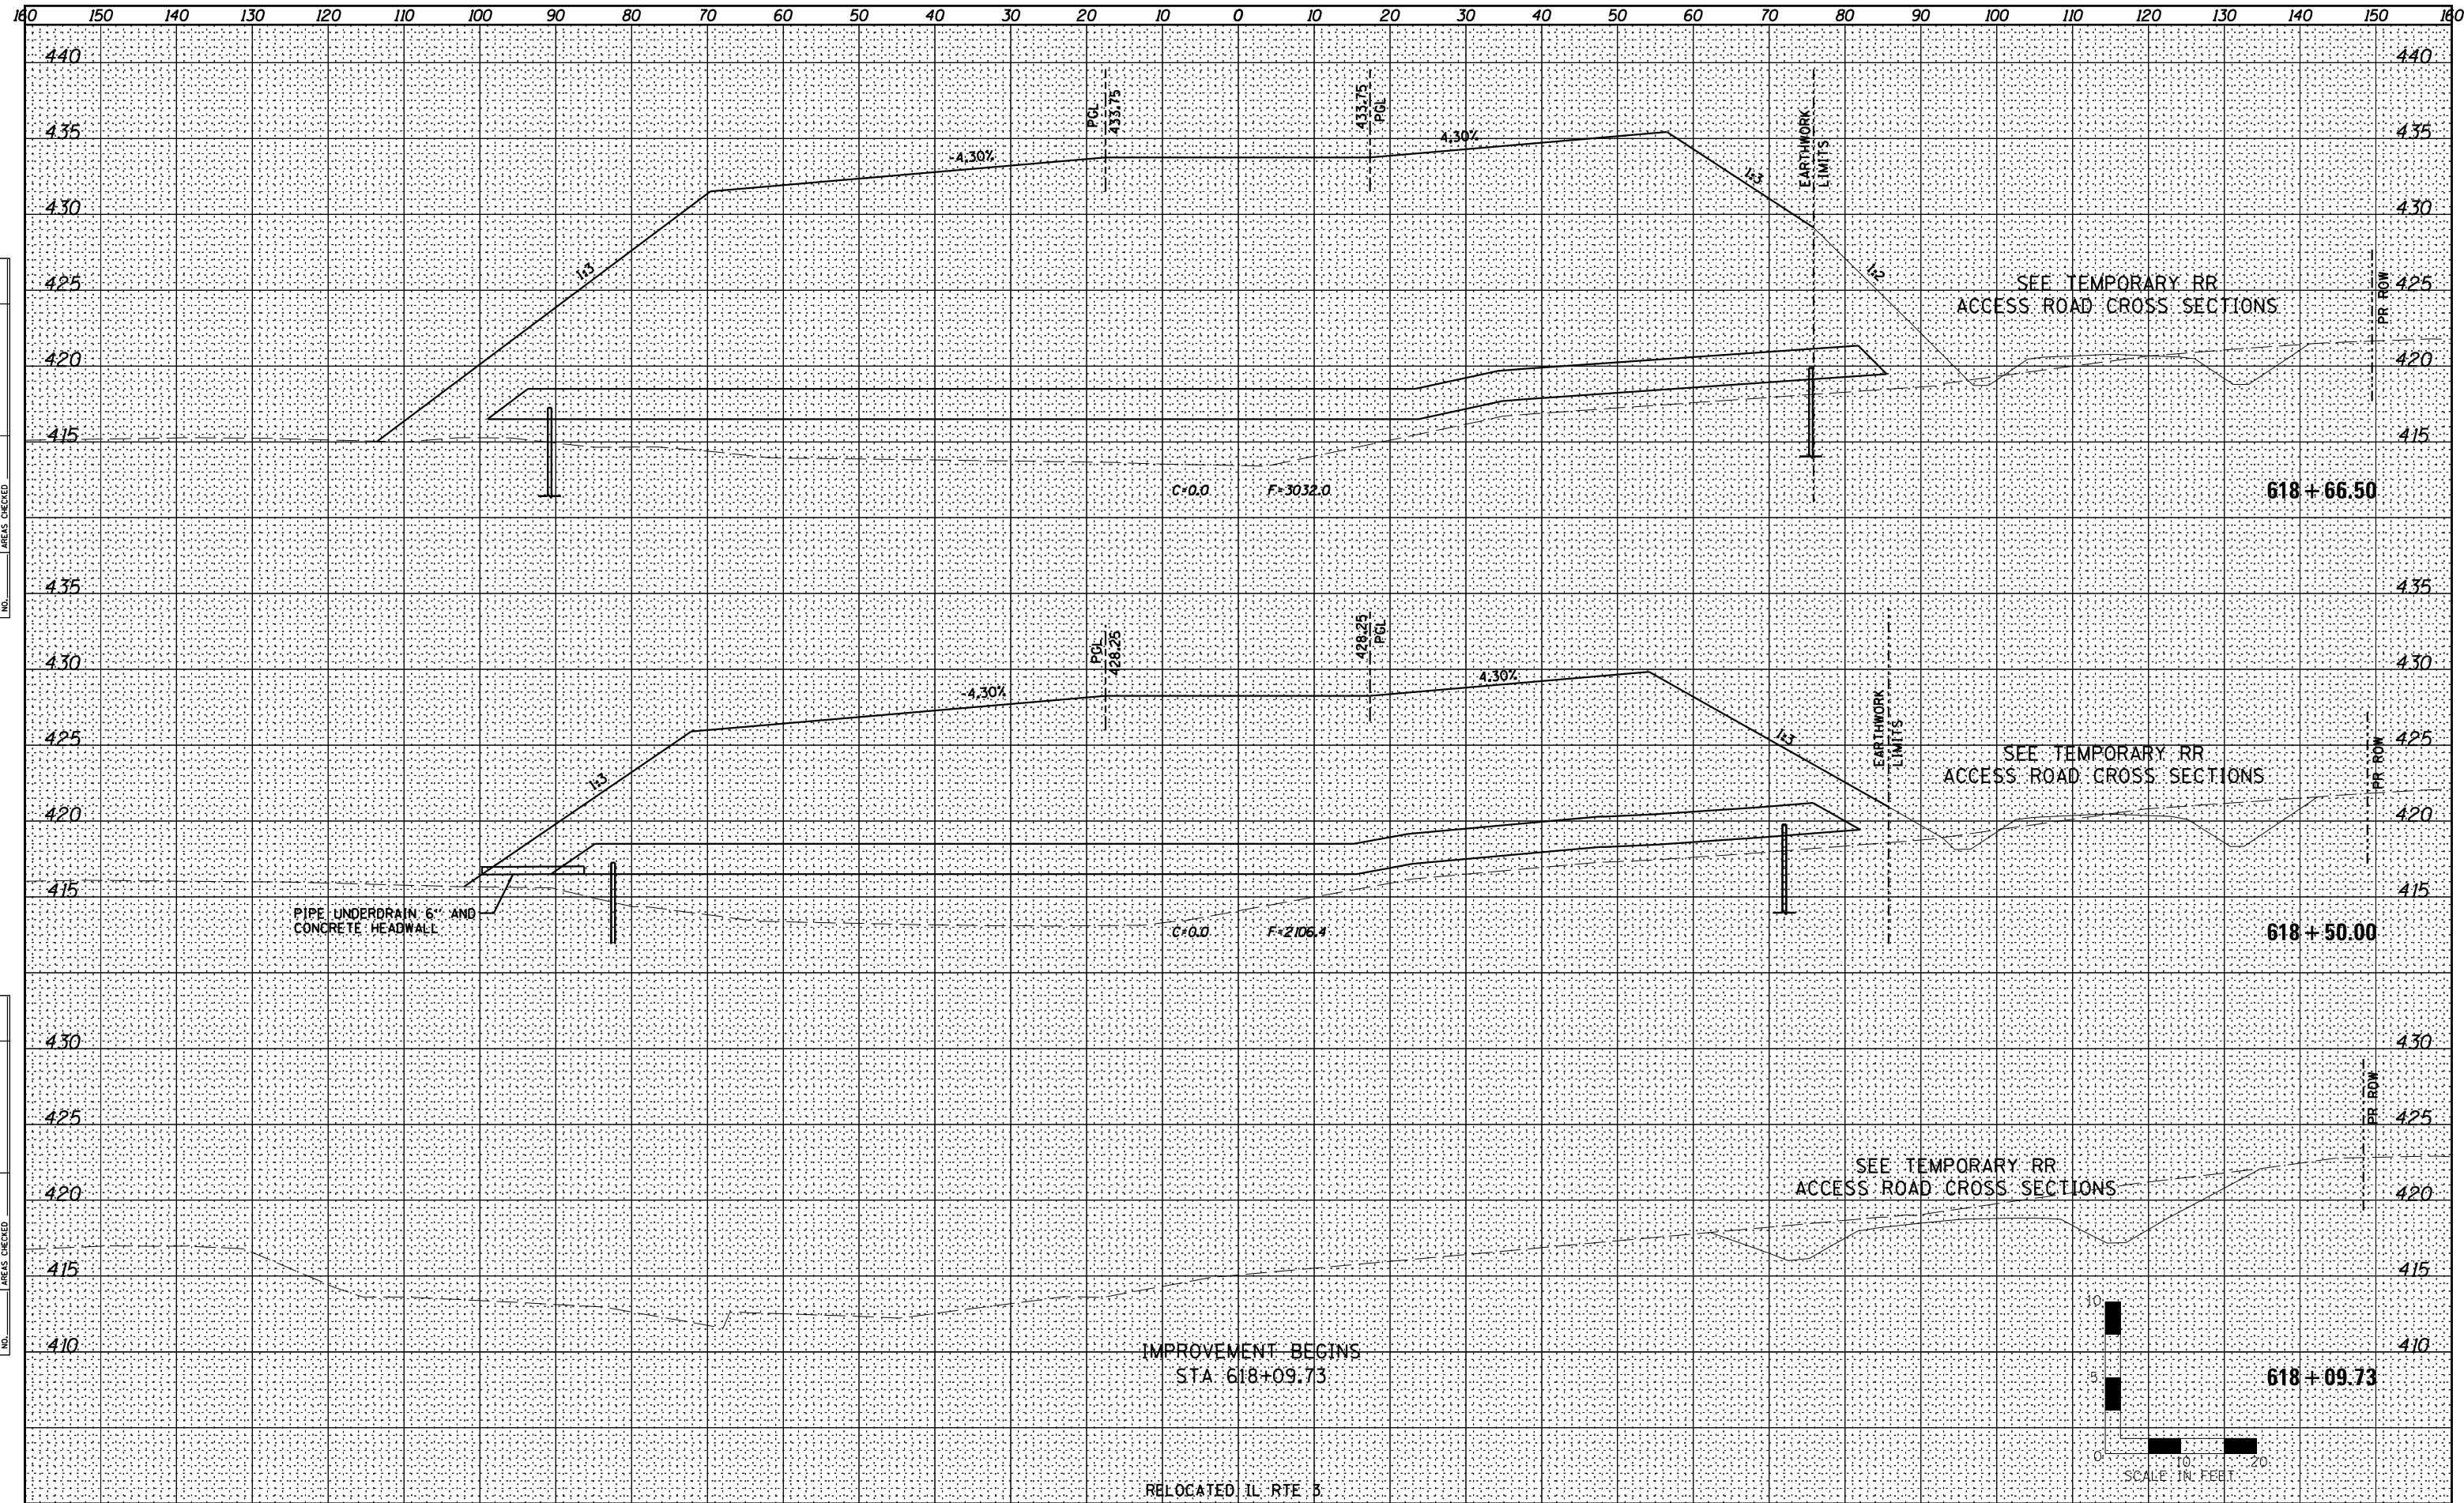 160 150 140 130 120 110 100 90 80 70 60 50 40 30 20 10 0 10 20 30 40 50 60 70 80 90 100 110 120 130 140 150 160
440 440
PGL
433.75
433.75
PGL
EARTHWORK
LIMITS
435 435
-4.30%
4.30%
1:3
430 430
1:3
1:2
425 425
SEE TEMPORARY RR
ACCESS ROAD CROSS SECTIONS
PR ROW
420 420
415 415
C=0.0 F=3032.0
618+66.50
AREAS CHECKED
NO.
435 435
PGL
428.25
428.25
PGL
430 430
-4.30%
4.30%
EARTHWORK
LIMITS
425 425
1:3
1:3
SEE TEMPORARY RR
ACCESS ROAD CROSS SECTIONS
PR ROW
420 420
415 415
PIPE UNDERDRAIN 6" AND
CONCRETE HEADWALL
C=0.0 F=2106.4
618+50.00
430 430
PR ROW
425 425
SEE TEMPORARY RR
ACCESS ROAD CROSS SECTIONS
420 420
415 415
AREAS CHECKED
NO.
410 410
IMPROVEMENT BEGINS
STA 618+09.73
618+09.73
10
5
0 10 20
SCALE IN FEET
RELOCATED IL RTE 3